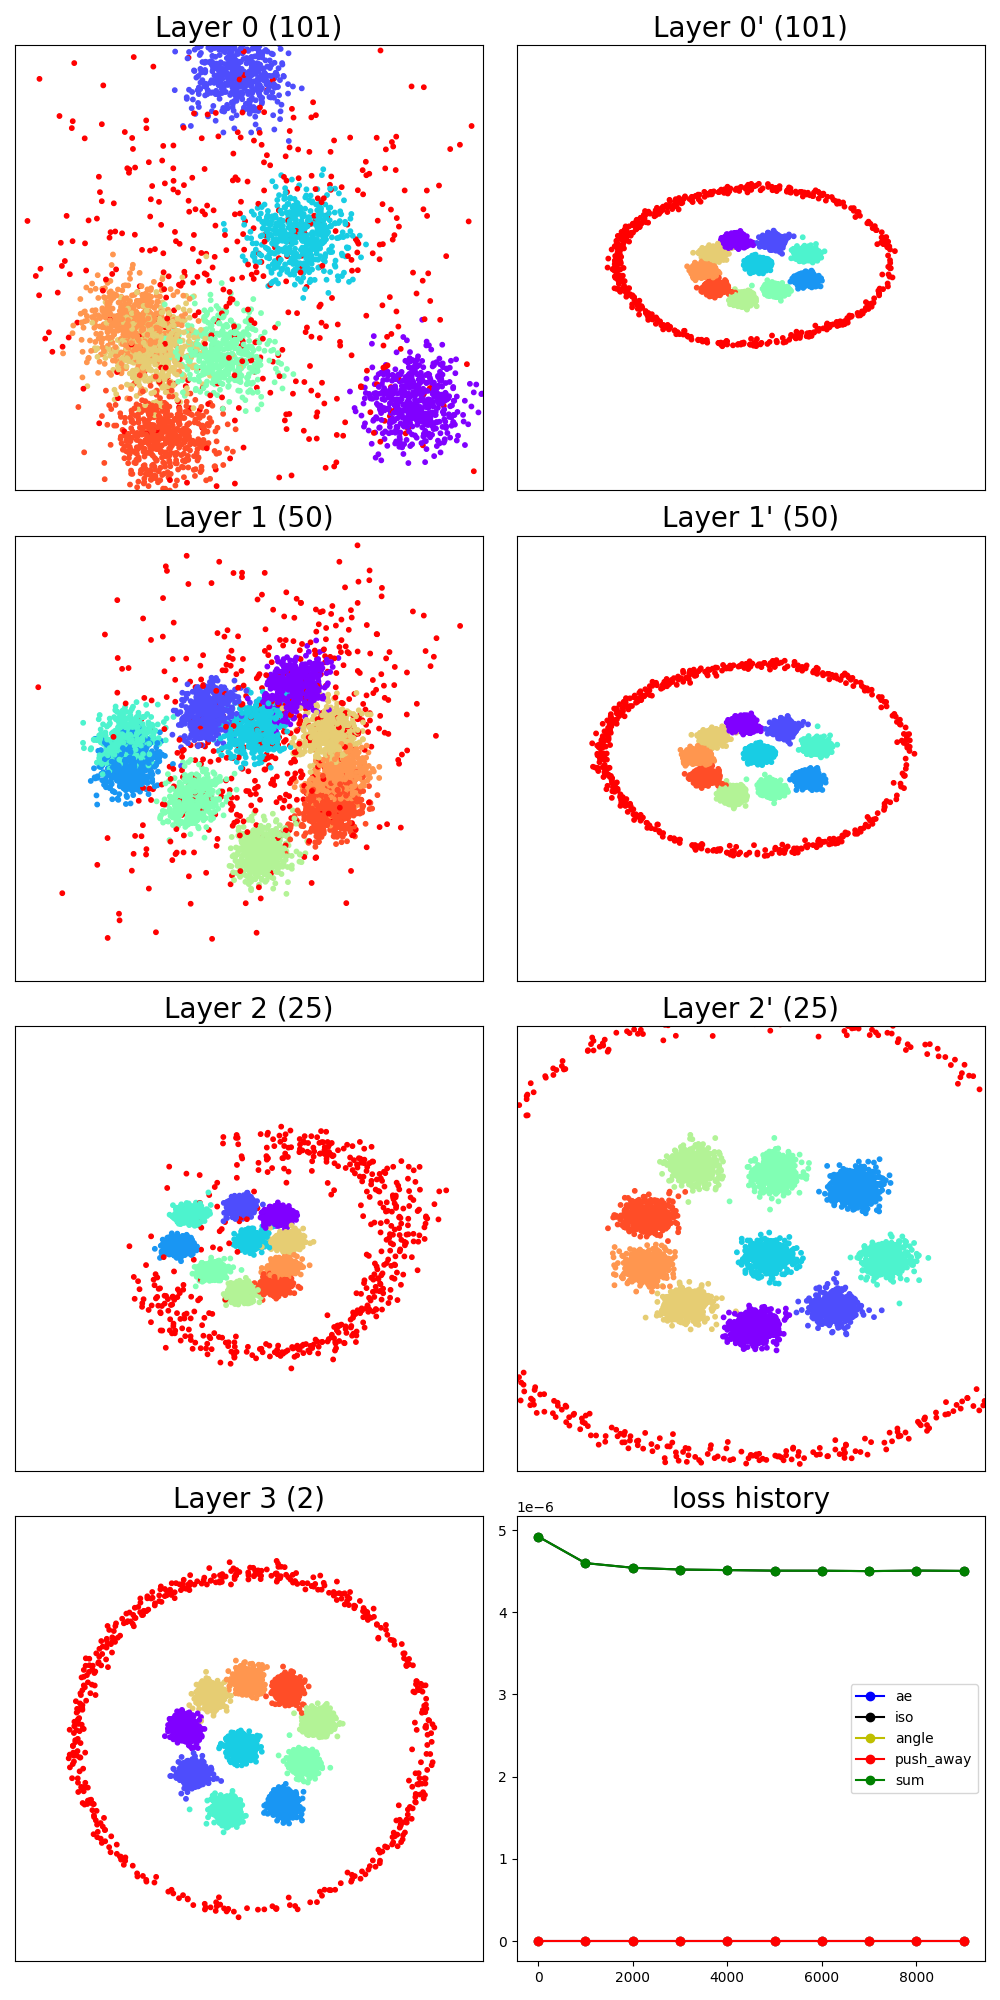 Layer 0 (101)
Layer 0' (101)
Layer 1 (50)
Layer 1' (50)
Layer 2 (25)
Layer 2' (25)
Layer 3 (2)
loss history
1e−6
5
4
3
2
1
0
ae
iso
angle
push_away
sum
0
2000
4000
6000
8000